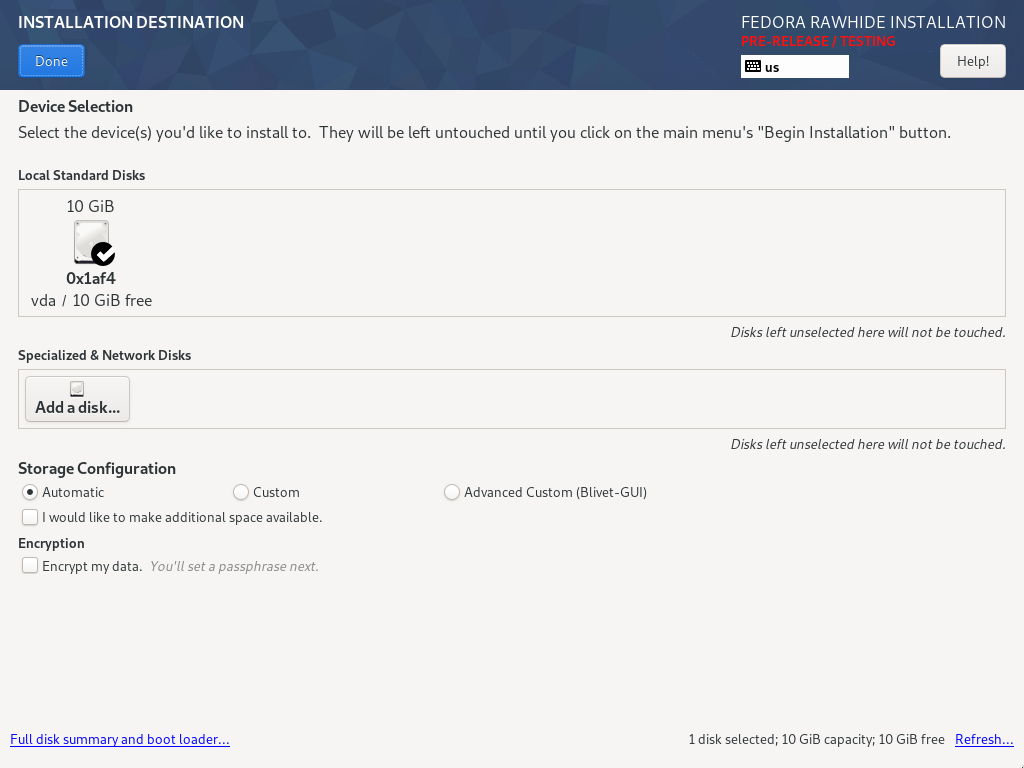 INSTALLATION DESTINATION
FEDORA RAWHIDE INSTALLATION
PRE-RELEASE / TESTING
Done
us
Help!
Device Selection
Select the device(s) you'd like to install to.  They will be left untouched until you click on the main menu's "Begin Installation" button.
Local Standard Disks
10 GiB
0x1af4
vda / 10 GiB free
Disks left unselected here will not be touched.
Specialized & Network Disks
Add a disk...
Disks left unselected here will not be touched.
Storage Configuration
Automatic Custom Advanced Custom (Blivet-GUI)
I would like to make additional space available.
Encryption
Encrypt my data. You'll set a passphrase next.
Full disk summary and boot loader... 1 disk selected; 10 GiB capacity; 10 GiB free Refresh...